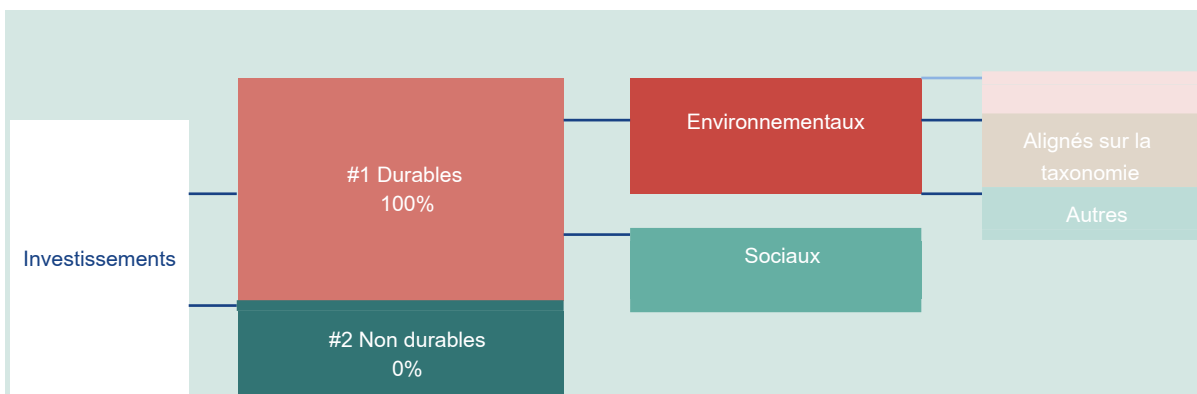 Investissements
#1 Durables
100%
#2 Non durables
0%
Environnementaux
Sociaux
Alignés sur la
taxonomie
Autres